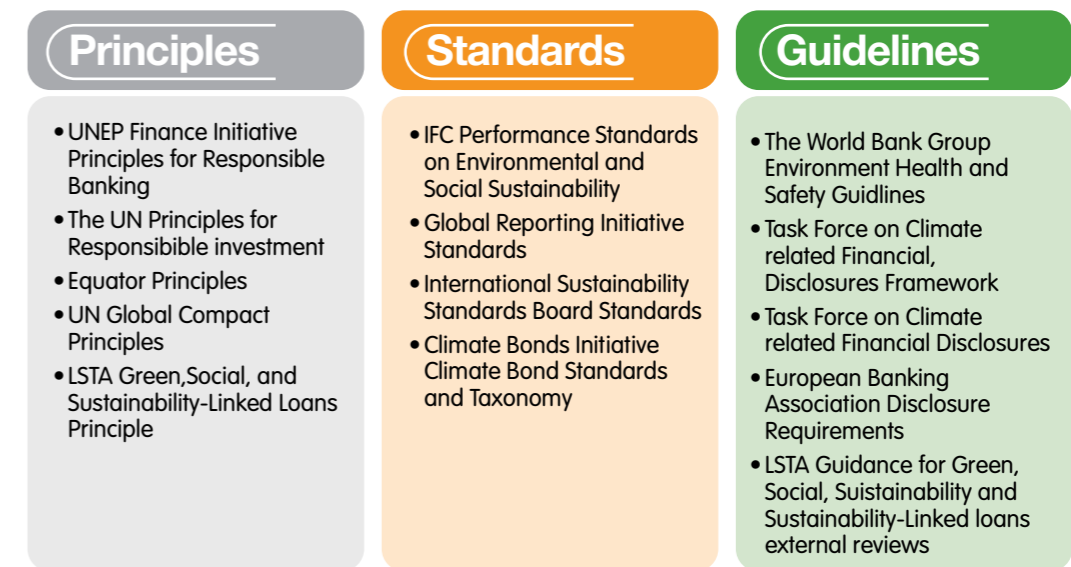 Principles
• UNEP Finance Initiative
Principles for Responsible
Banking
• The UN Principles for
Responsibible investment
• Equator Principles
• UN Global Compact
Principles
• LSTA Green,Social, and
Sustainability-Linked Loans
Principle
Standards
• IFC Performance Standards
on Environmental and
Social Sustainability
• Global Reporting Initiative
Standards
• International Sustainability
Standards Board Standards
• Climate Bonds Initiative
Climate Bond Standards
and Taxonomy
Guidelines
• The World Bank Group
Environment Health and
Safety Guidlines
• Task Force on Climate
related Financial,
Disclosures Framework
• Task Force on Climate
related Financial Disclosures
• European Banking
Association Disclosure
Requirements
• LSTA Guidance for Green,
Social, Suistainability and
Sustainability-Linked loans
external reviews